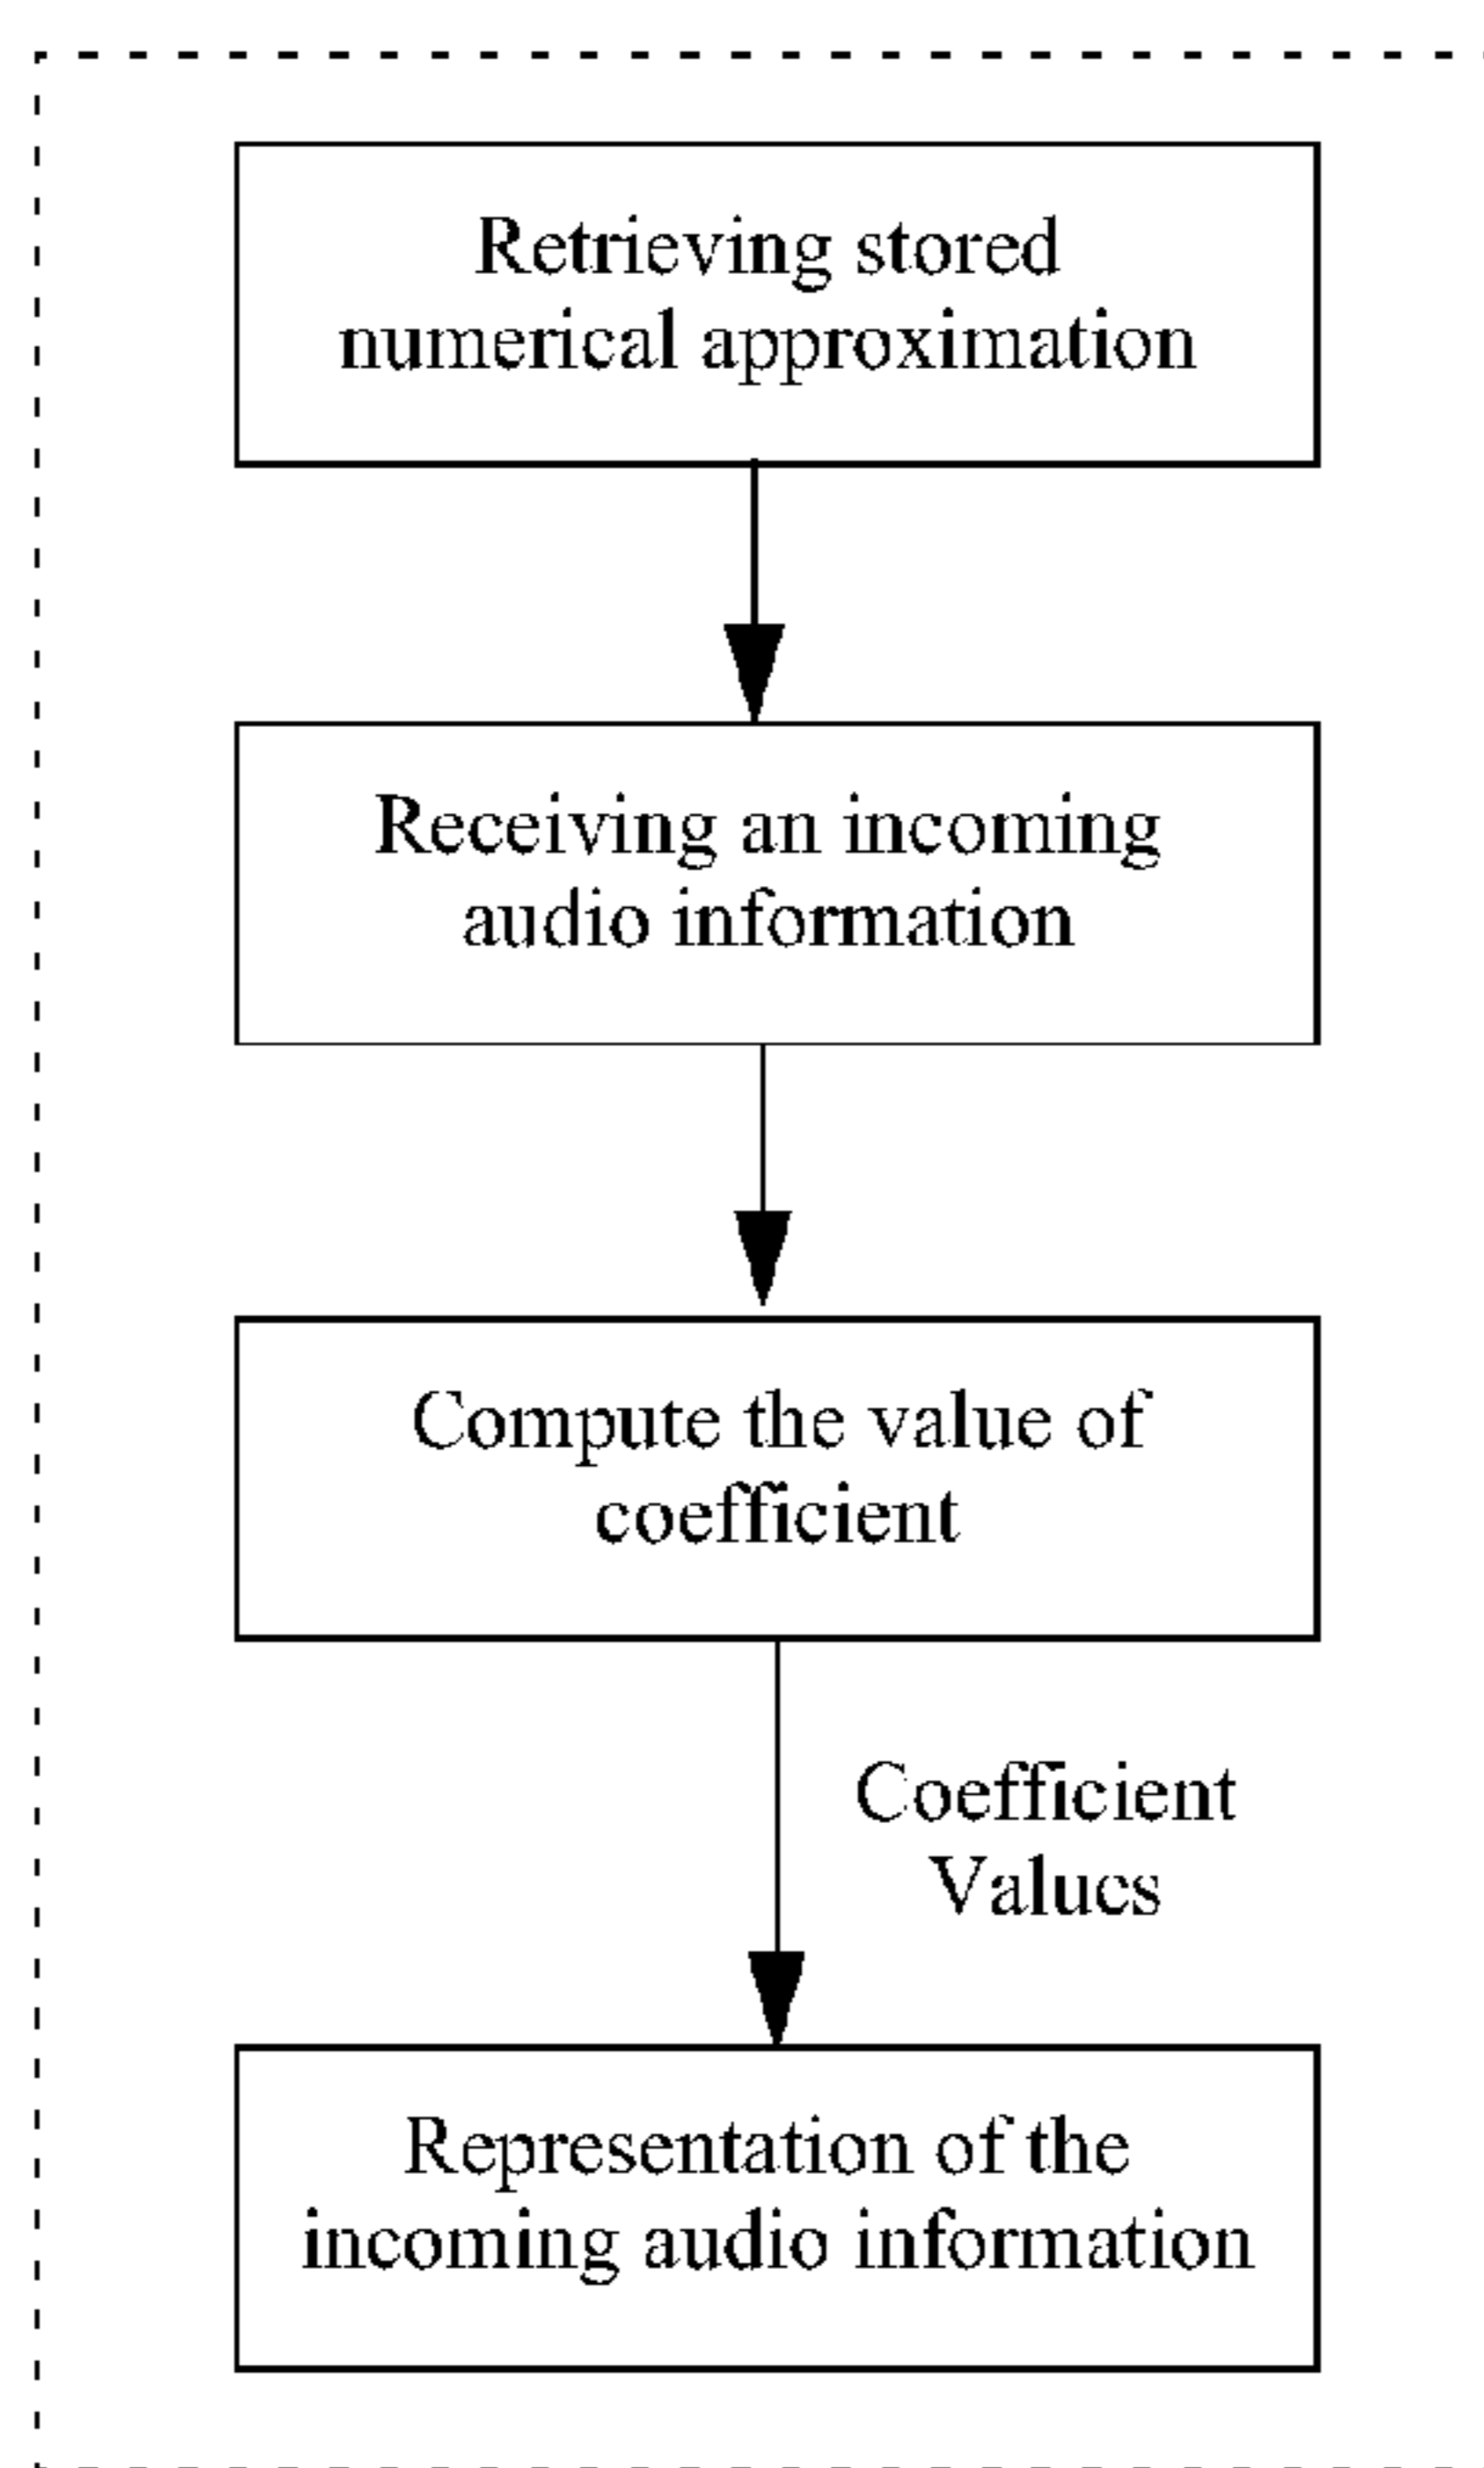 Retrieving stored
numerical approximation
Receiving an incoming
audio information
Compute the value of
coefficient
Coefficient
Values
Representation of the
incoming audio information